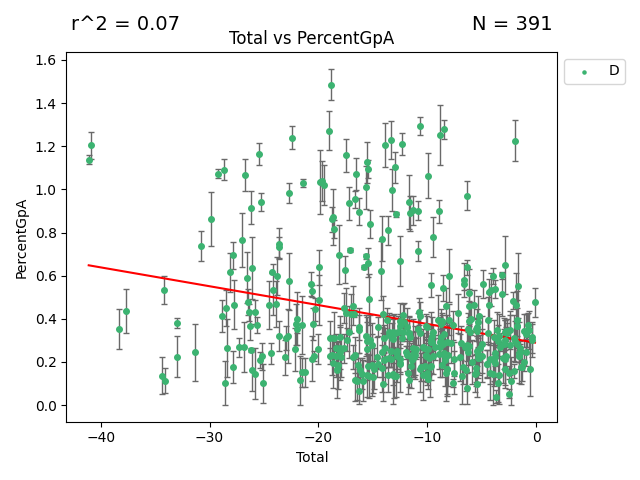 r^2 = 0.07
N = 391
Total vs PercentGpA
D
PercentGpA
1.6
1.4
1.2
1.0
0.8
0.6
0.4
0.2
0.0
−40
−30
−20
−10
0
Total